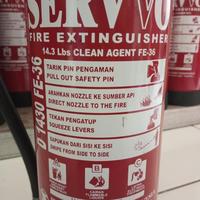 SERVVO
FIRE EXTINGUISHER
14.3 Lbs CLEAN AGENT FE-36
D 1430 FE-36
TARIK PIN PENGAMAN
PULL OUT SAFETY PIN
ARAHKAN NOZZLE KE SUMBER API
DIRECT NOZZLE TO THE FIRE
TEKAN PENGATUP
SQUEEZE LEVERS
SAPUKAN DARI SISI KE SISI
SWIPE FROM SIDE TO SIDE
A
B
C